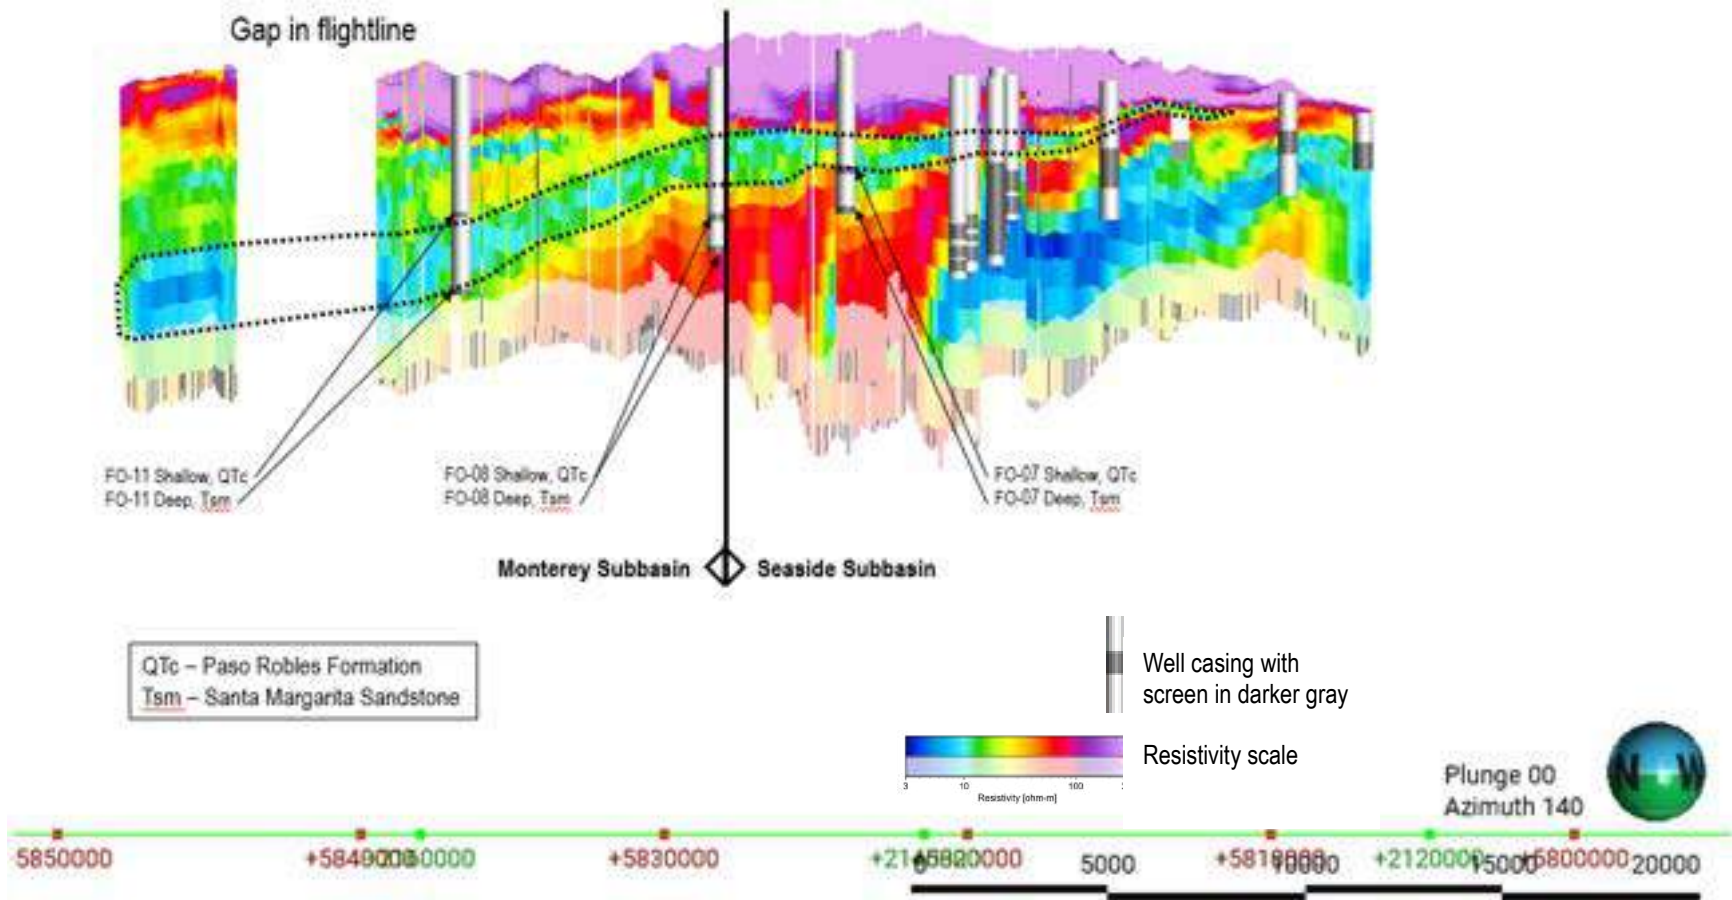 Gap in flightline
FO-11 Shallow, QTc
FO-11 Deep, Tsm
FO-08 Shallow, QTc
FO-08 Deep, Tsm
FO-07 Shallow, QTc
FO-07 Deep, Tsm
Monterey Subbasin
Seaside Subbasin
QTc – Paso Robles Formation
Tsm – Santa Margarita Sandstone
Well casing with
screen in darker gray
Resistivity scale
3 10 100
Resistivity [ohm-m]
Plunge 00
Azimuth 140
N W
5850000 +5830000 5000 +2120000 20000